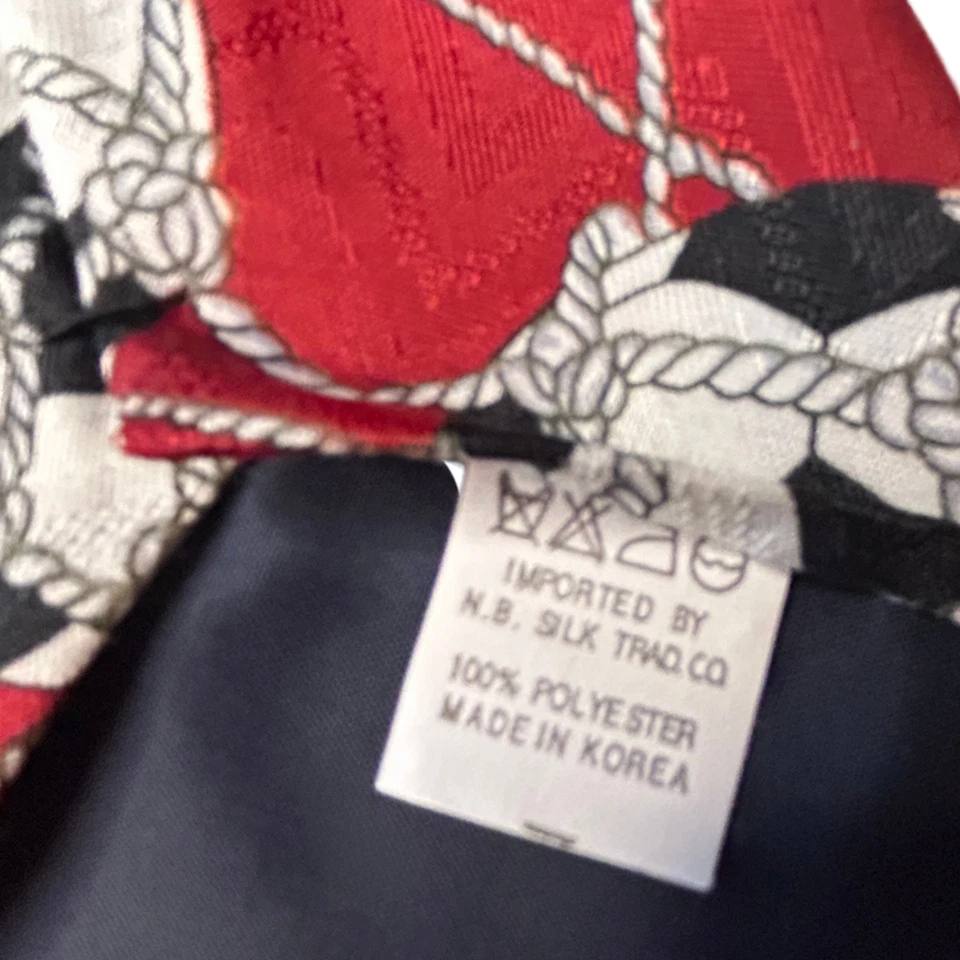 IMPORTED BY
N.B. SILK TRAD.CO.
100% POLYESTER
MADE IN KOREA